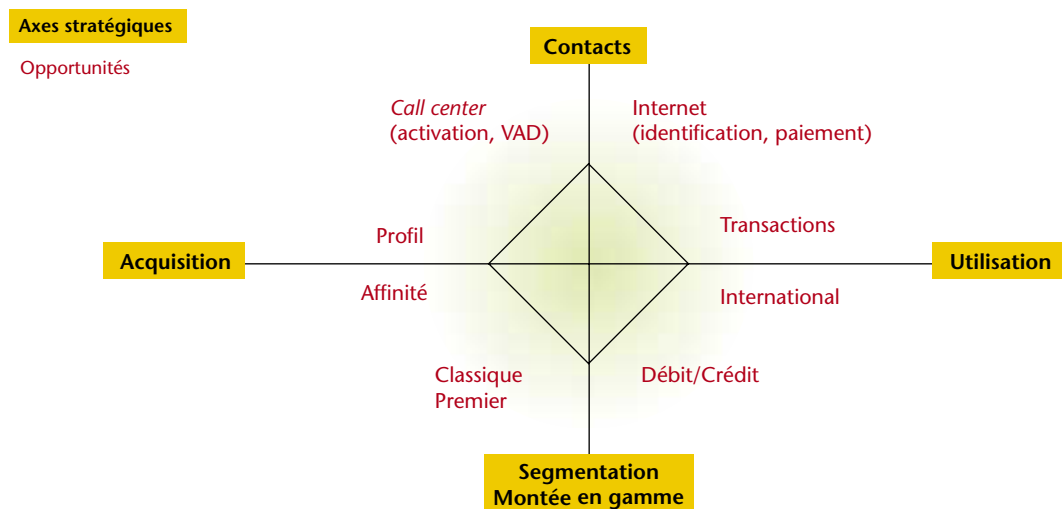 Axes stratégiques
Opportunités
Contacts
Call center
(activation, VAD)
Internet
(identification, paiement)
Profil
Transactions
Acquisition
Utilisation
Affinité
International
Classique
Premier
Débit/Crédit
Segmentation
Montée en gamme